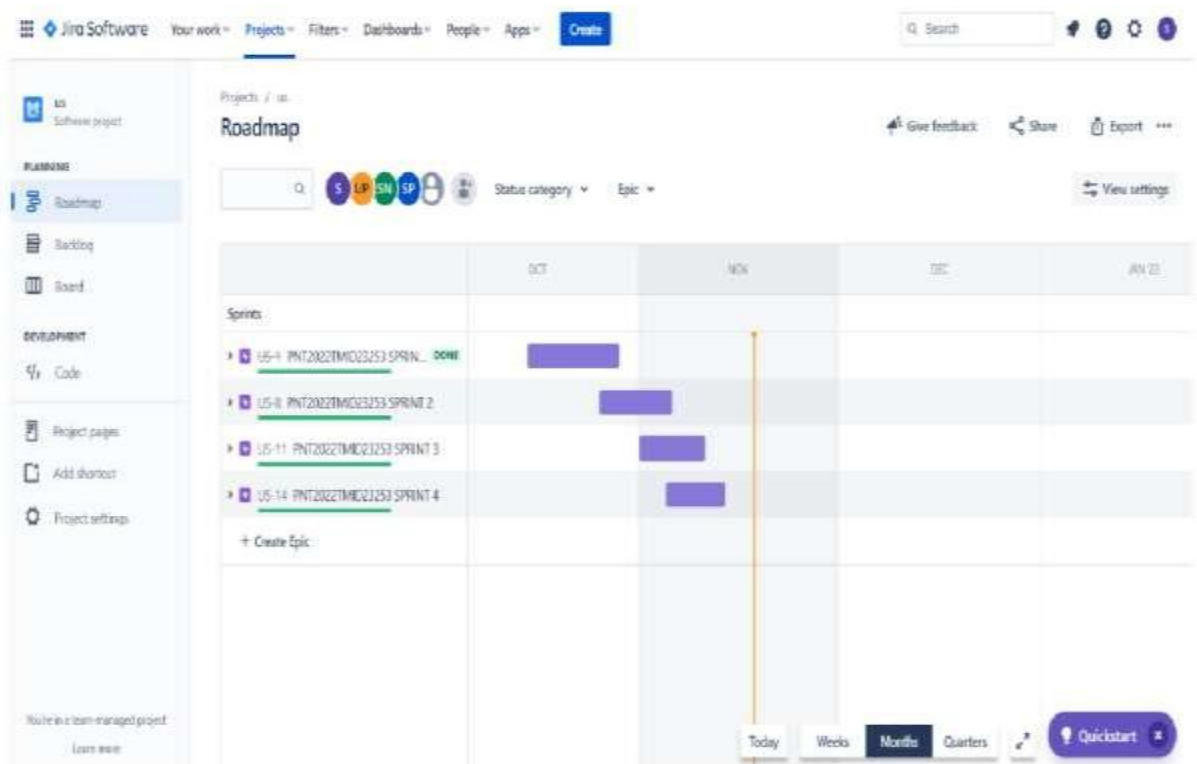 Jira Software Your work Projects Filters Dashboards People Apps Create Search
S
US
Software project
Projects / us
Roadmap
Give feedback Share Export
PLANNING
Roadmap
Backlog
Board
DEVELOPMENT
Code
Project pages
Add shortcut
Project settings
You're in a team-managed project
Learn more
S UP SN SP Status category Epic View settings
OCT NOV DEC JAN 23
Sprints
US-1 PNT2022TMID23253 SPRIN... DONE
US-8 PNT2022TMID23253 SPRINT 2
US-11 PNT2022TMID23253 SPRINT 3
US-14 PNT2022TMID23253 SPRINT 4
+ Create Epic
Today Weeks Months Quarters Quickstart